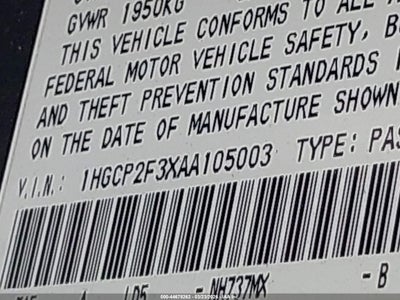 GVWR 1950KG
THIS VEHICLE CONFORMS TO ALL
FEDERAL MOTOR VEHICLE SAFETY,
AND THEFT PREVENTION STANDARDS
ON THE DATE OF MANUFACTURE SHOWN
V.I.N.: 1HGCP2F3XAA105003 TYPE: PAS
- NH737MX - B